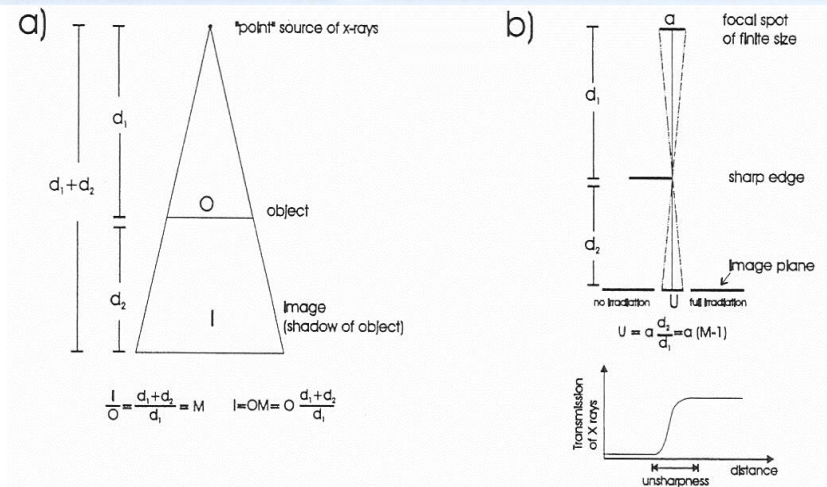 a)
"point" source of x-rays
d₁
d₁+d₂
O
object
d₂
I
image
(shadow of object)
I/O = d₁+d₂/d₁ = M    I=OM= O d₁+d₂/d₁
b)
a
focal spot
of finite size
d₁
sharp edge
d₂
image plane
no irradiation
U
full irradiation
U = a d₂/d₁ =a (M-1)
Transmission
of X rays
distance
unsharpness